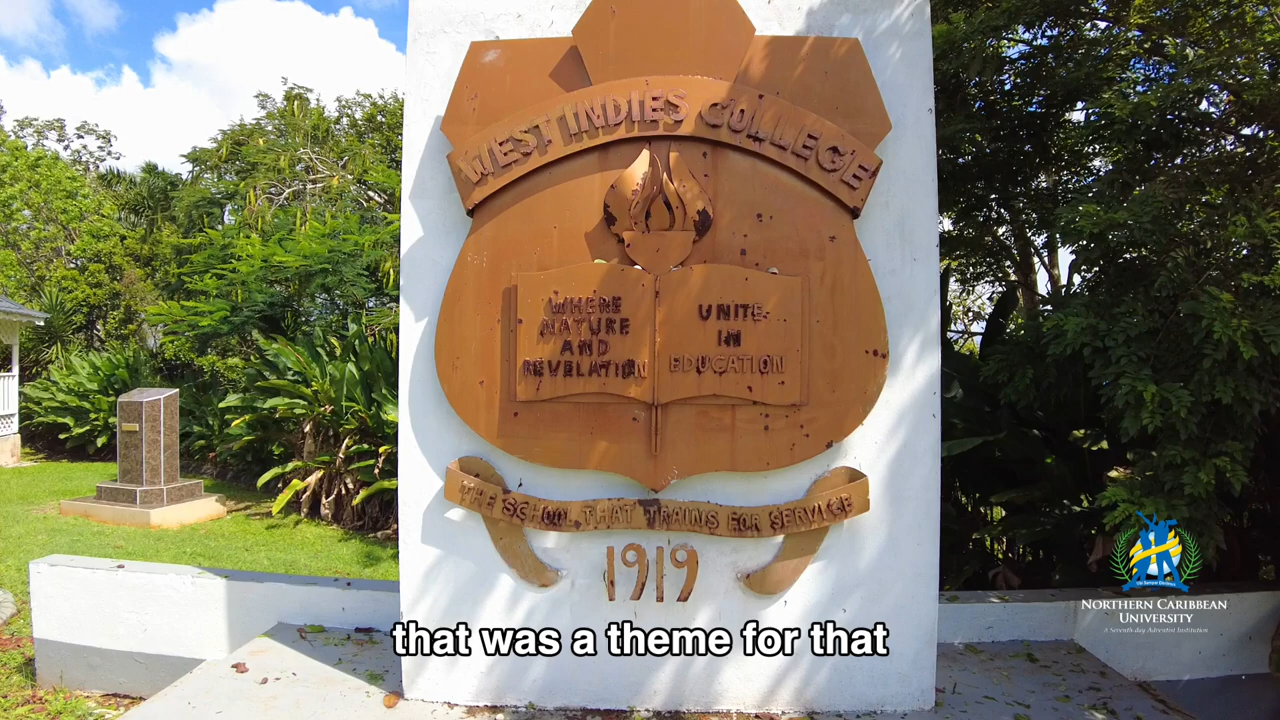 WEST INDIES COLLEGE
WHERE
NATURE
AND
REVELATION
UNITE
IN
EDUCATION
THE SCHOOL THAT TRAINS FOR SERVICE
1919
that was a theme for that
NORTHERN CARIBBEAN
UNIVERSITY
A Seventh-day Adventist Institution